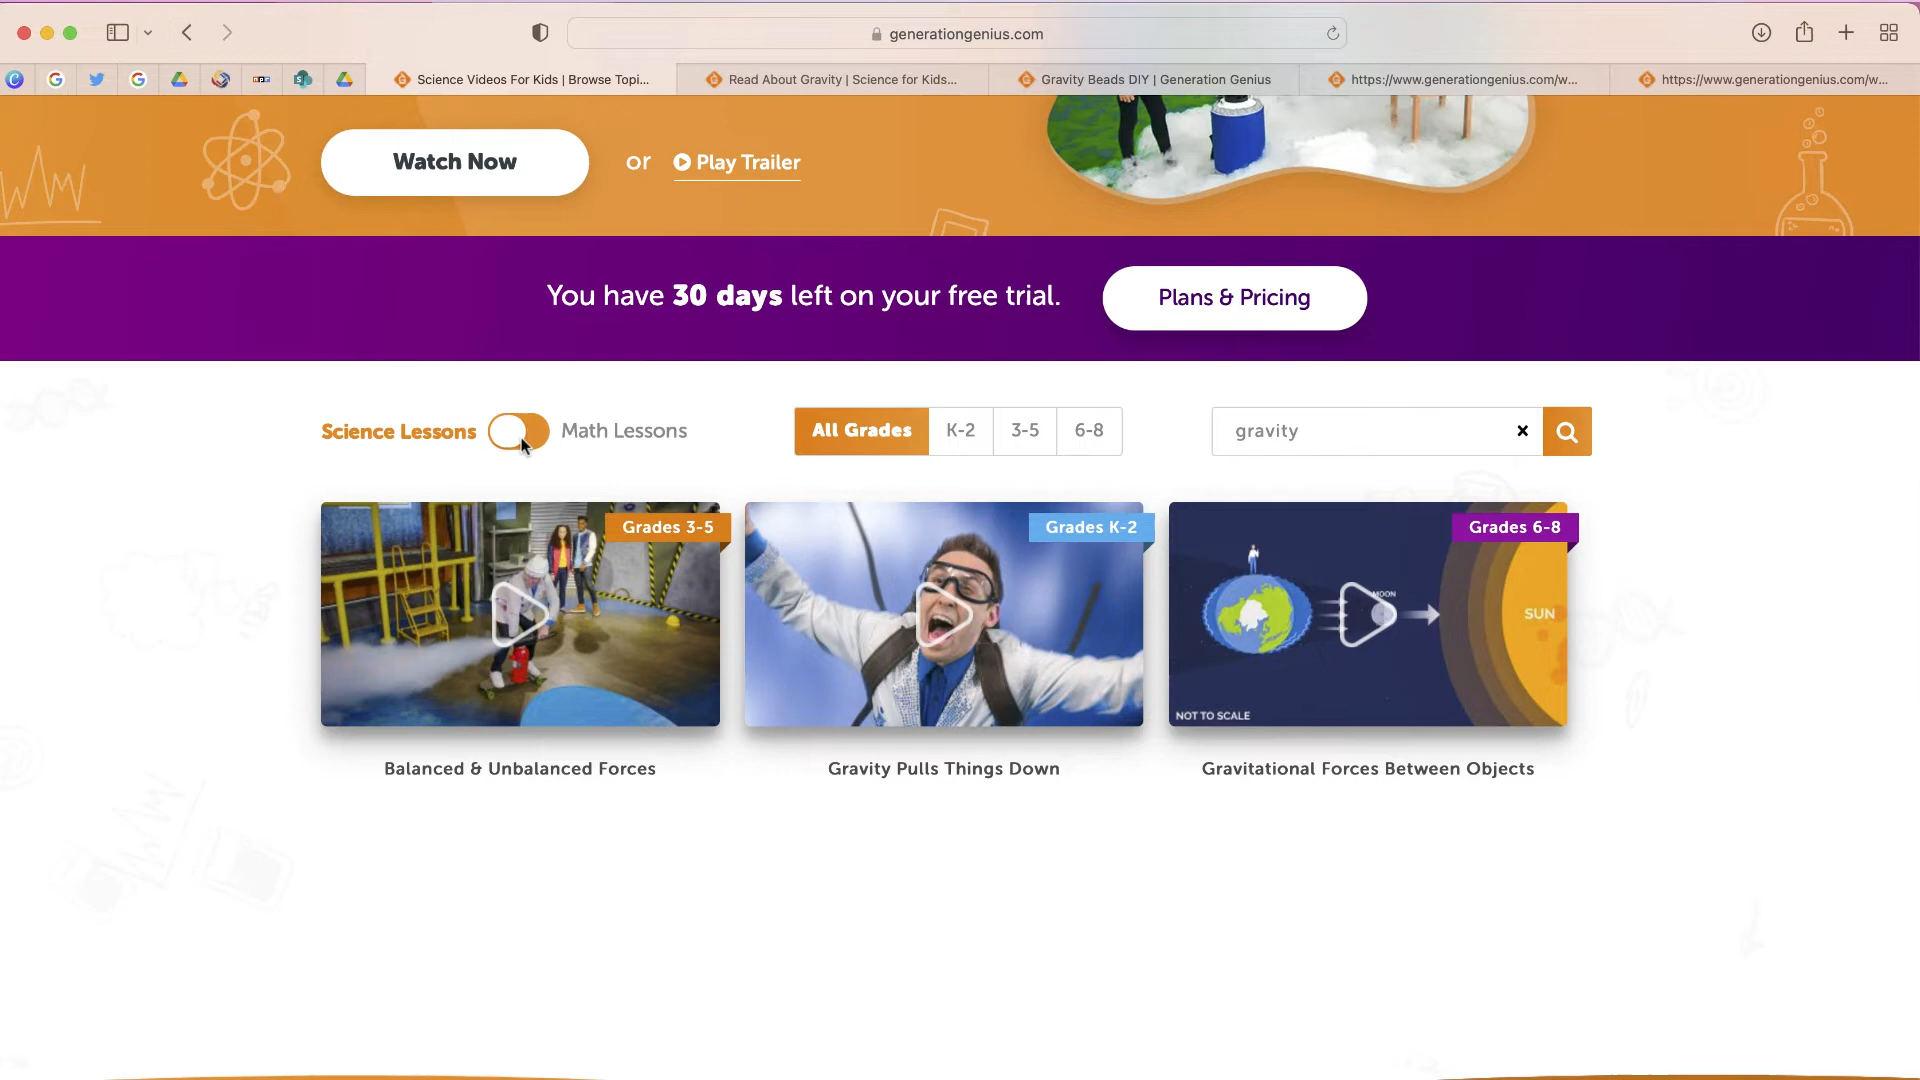 generationgenius.com
Science Videos For Kids | Browse Topi...
Read About Gravity | Science for Kids...
Gravity Beads DIY | Generation Genius
https://www.generationgenius.com/w...
https://www.generationgenius.com/w...
Watch Now
or
Play Trailer
You have 30 days left on your free trial.
Plans & Pricing
Science Lessons
Math Lessons
All Grades
K-2
3-5
6-8
gravity
Grades 3-5
Grades K-2
Grades 6-8
MOON
SUN
NOT TO SCALE
Balanced & Unbalanced Forces
Gravity Pulls Things Down
Gravitational Forces Between Objects